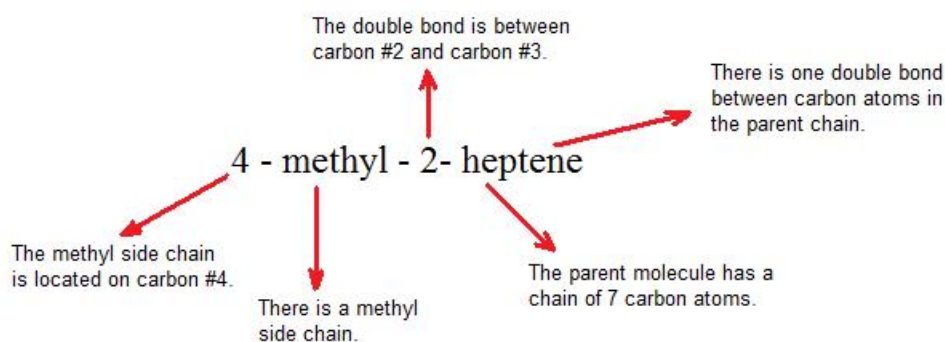 The double bond is between
carbon #2 and carbon #3.
There is one double bond
between carbon atoms in
the parent chain.
4 - methyl - 2- heptene
The methyl side chain
is located on carbon #4.
There is a methyl
side chain.
The parent molecule has a
chain of 7 carbon atoms.